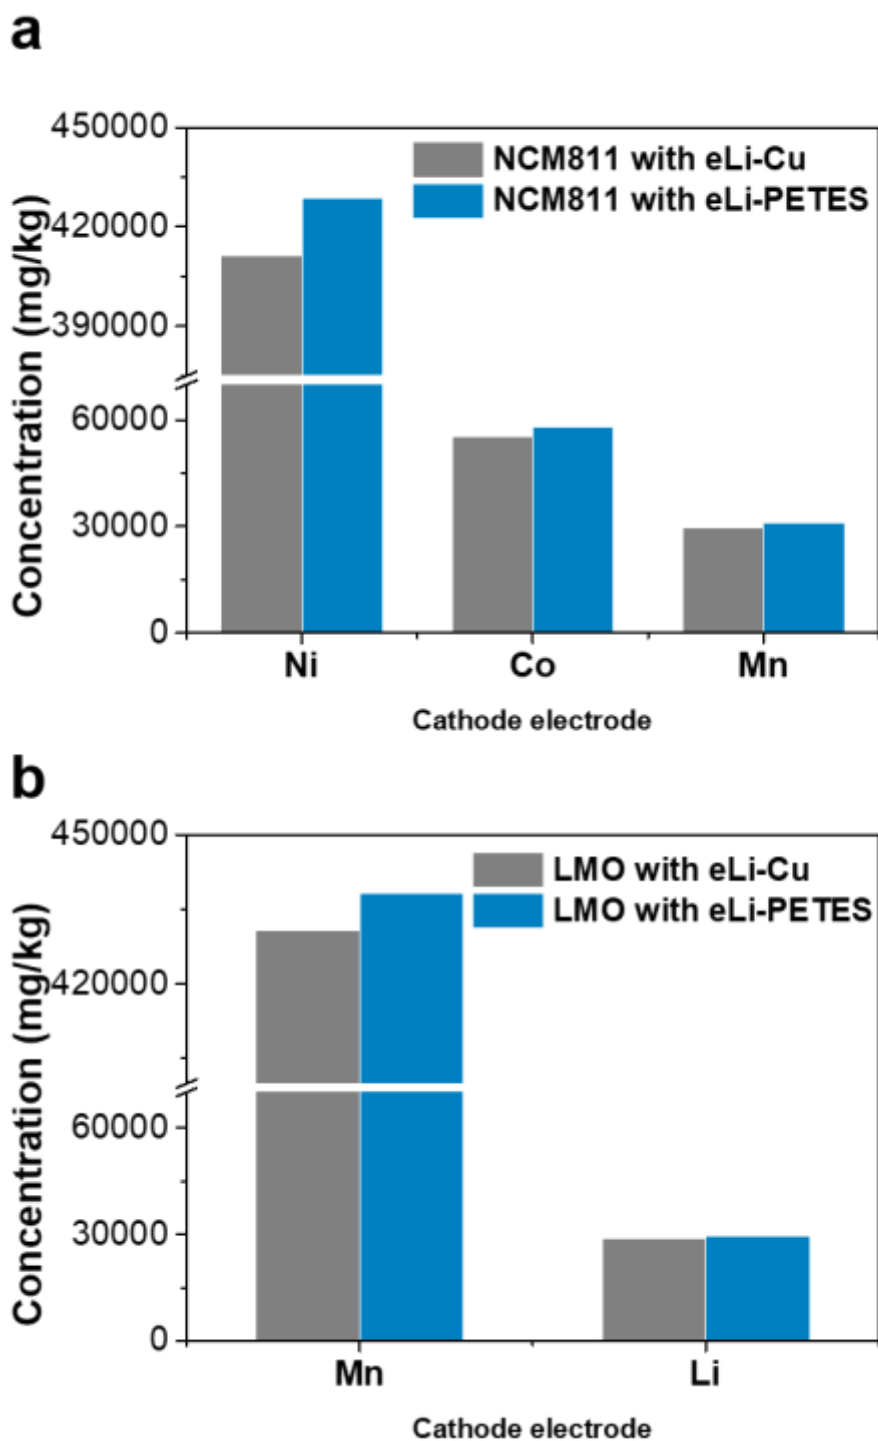 a
450000
420000
390000
60000
30000
0
Concentration (mg/kg)
NCM811 with eLi-Cu
NCM811 with eLi-PETES
Ni Co Mn
Cathode electrode
b
450000
420000
60000
30000
0
Concentration (mg/kg)
LMO with eLi-Cu
LMO with eLi-PETES
Mn Li
Cathode electrode